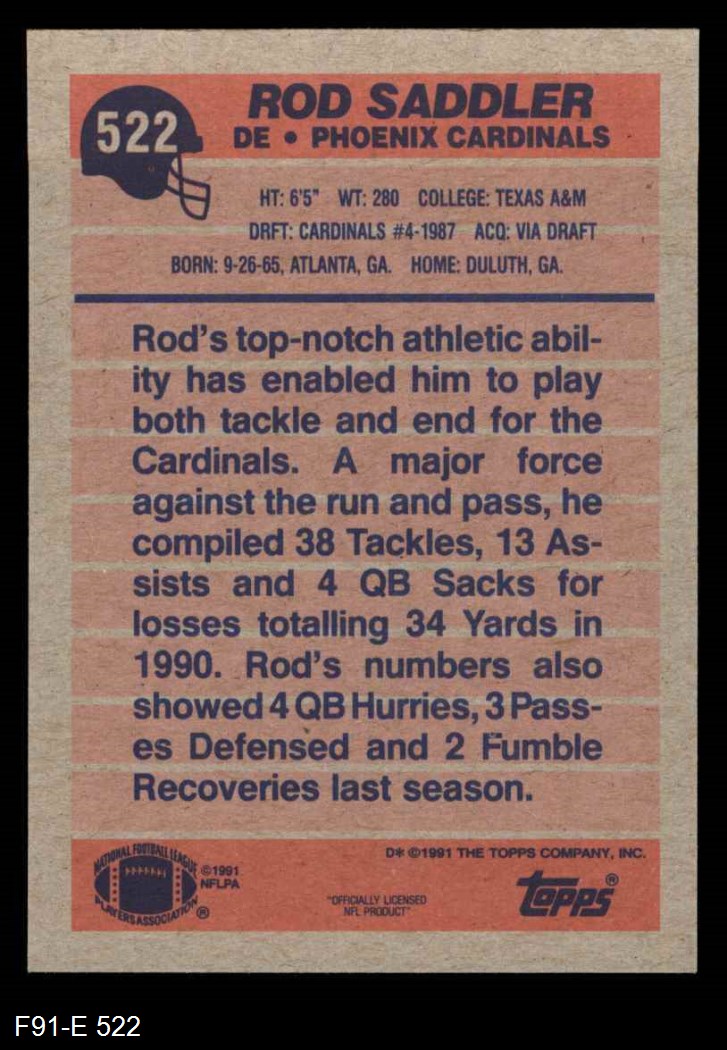 522
ROD SADDLER
DE • PHOENIX CARDINALS
HT: 6'5" WT: 280 COLLEGE: TEXAS A&M
DRFT: CARDINALS #4-1987 ACQ: VIA DRAFT
BORN: 9-26-65, ATLANTA, GA. HOME: DULUTH, GA.
Rod's top-notch athletic abil-
ity has enabled him to play
both tackle and end for the
Cardinals. A major force
against the run and pass, he
compiled 38 Tackles, 13 As-
sists and 4 QB Sacks for
losses totalling 34 Yards in
1990. Rod's numbers also
showed 4 QB Hurries, 3 Pass-
es Defensed and 2 Fumble
Recoveries last season.
NATIONAL FOOTBALL LEAGUE
PLAYERS ASSOCIATION ®
©1991
NFLPA
"OFFICIALLY LICENSED
NFL PRODUCT"
D* ©1991 THE TOPPS COMPANY, INC.
Topps®
F91-E 522